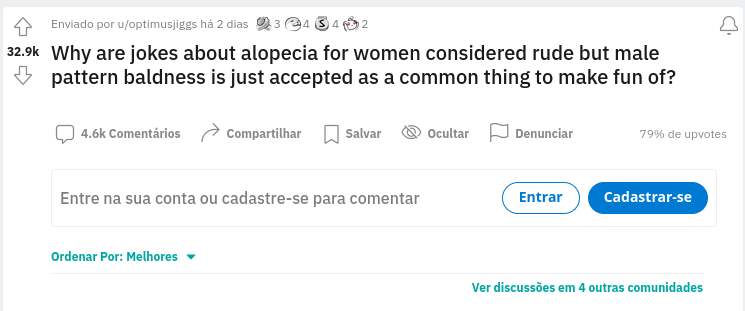 Enviado por u/optimusjiggs há 2 dias 3 4 4 2
32.9k
Why are jokes about alopecia for women considered rude but male
pattern baldness is just accepted as a common thing to make fun of?
4.6k Comentários Compartilhar Salvar Ocultar Denunciar 79% de upvotes
Entre na sua conta ou cadastre-se para comentar Entrar Cadastrar-se
Ordenar Por: Melhores
Ver discussões em 4 outras comunidades